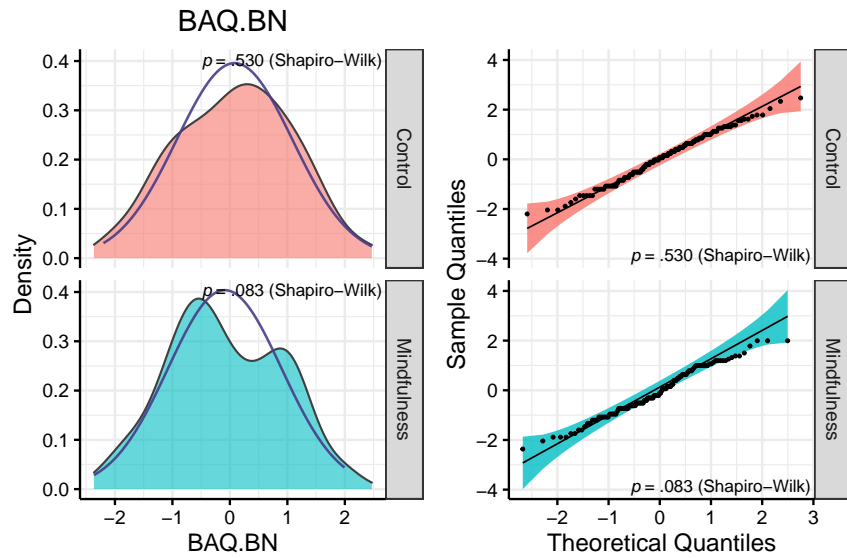 BAQ.BN
Density
0.4
0.3
0.2
0.1
0.0
p = .530 (Shapiro−Wilk)
Control
0.4
0.3
0.2
0.1
0.0
p = .083 (Shapiro−Wilk)
Mindfulness
−2 −1 0 1 2
BAQ.BN
Sample Quantiles
4
2
0
−2
−4
p = .530 (Shapiro−Wilk)
Control
4
2
0
−2
−4
p = .083 (Shapiro−Wilk)
Mindfulness
−2 −1 0 1 2 3
Theoretical Quantiles